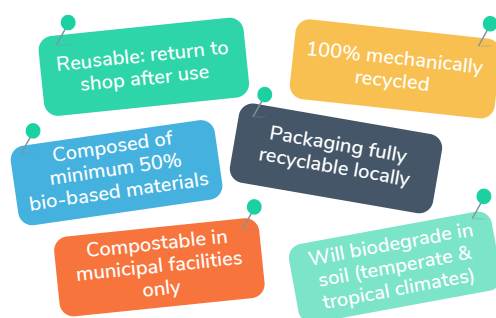 Reusable: return to
shop after use
100% mechanically
recycled
Composed of
minimum 50%
bio-based materials
Packaging fully
recyclable locally
Compostable in
municipal facilities
only
Will biodegrade in
soil (temperate &
tropical climates)